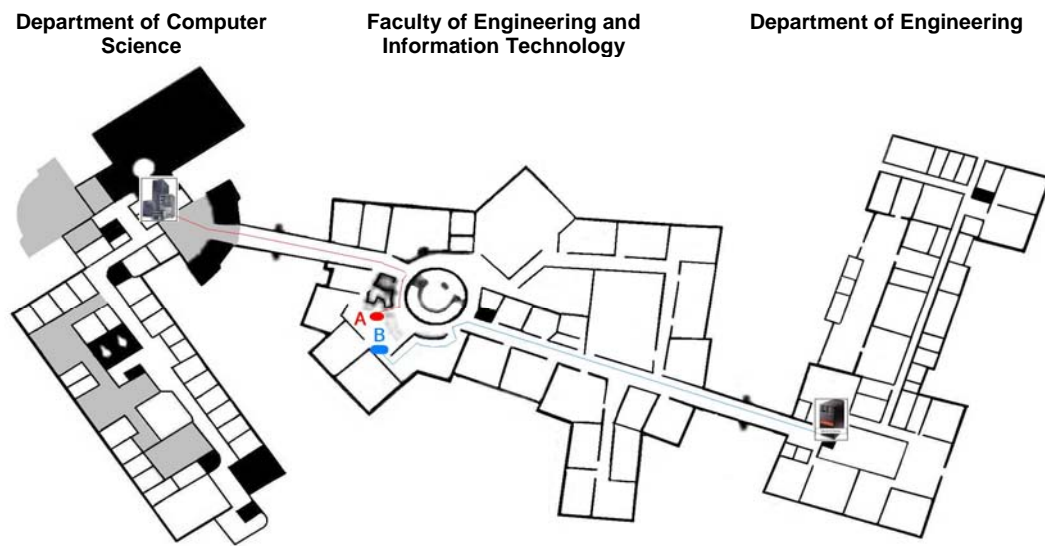 Department of Computer
Science
Faculty of Engineering and
Information Technology
Department of Engineering
A
B